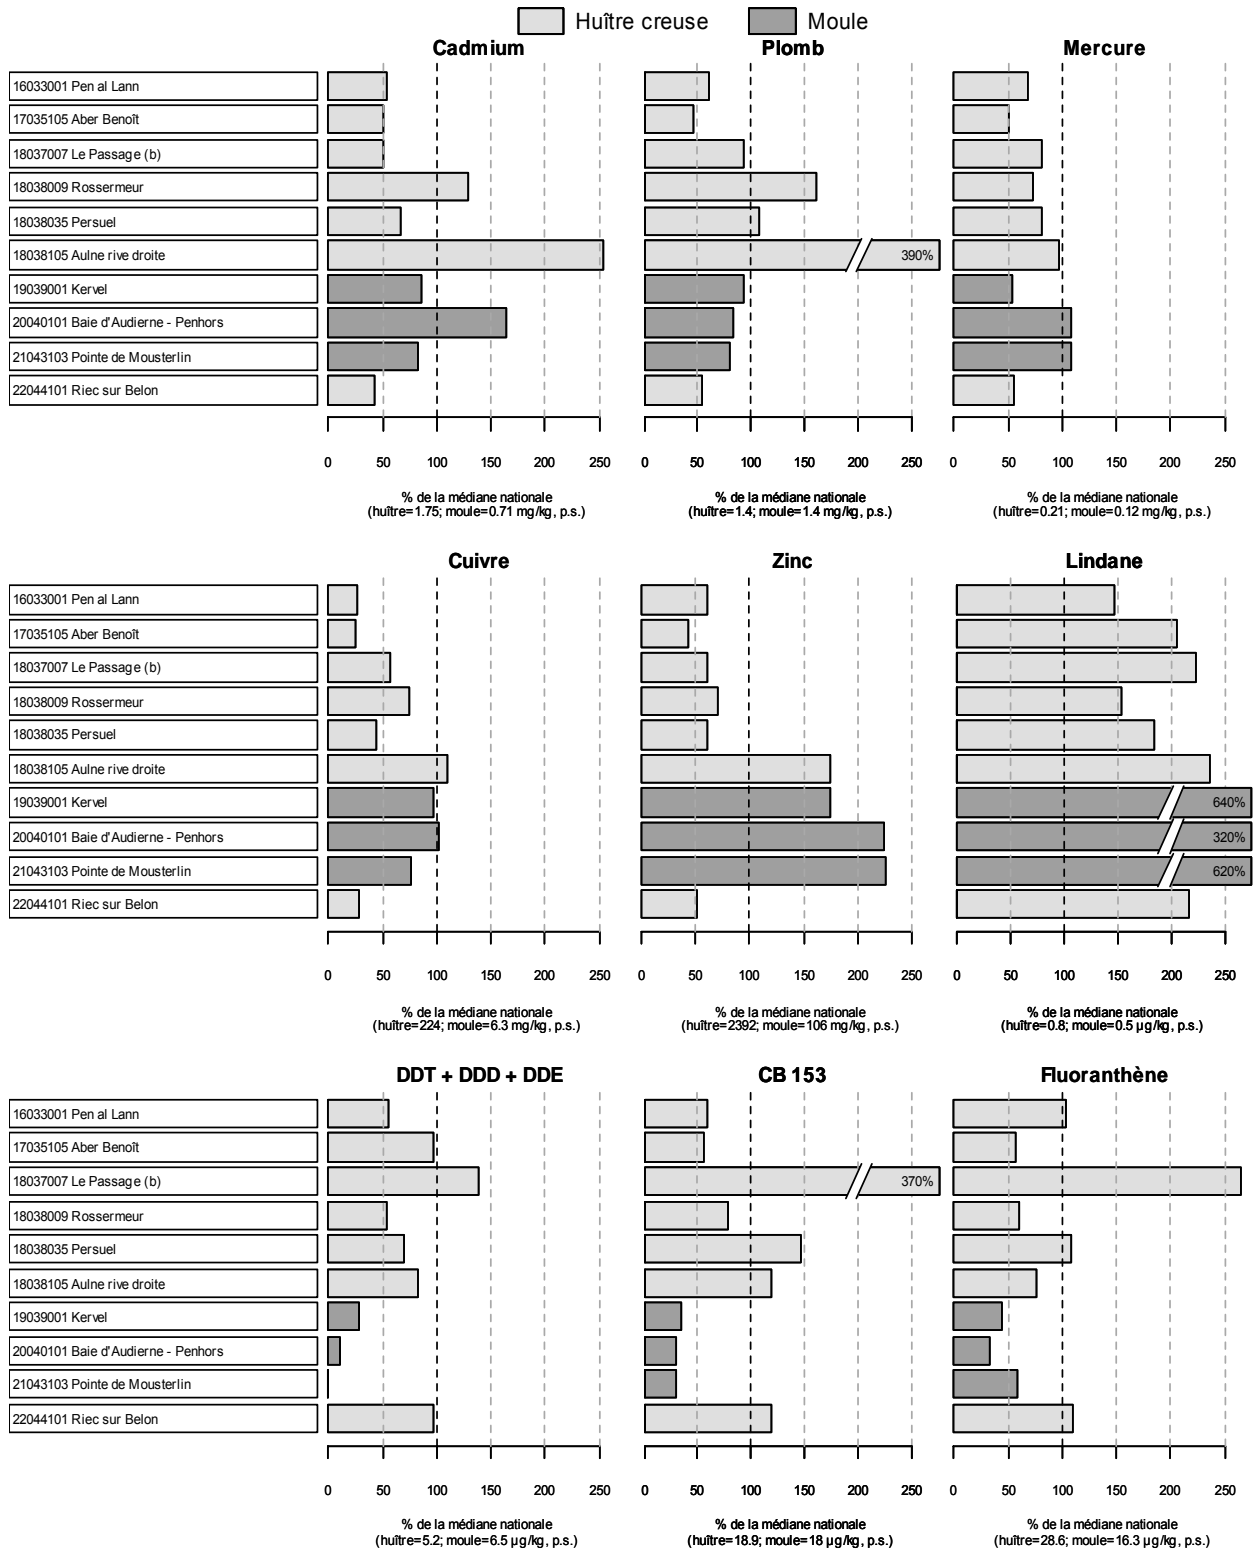 Huître creuse Moule
Cadmium Plomb Mercure
16033001 Pen al Lann
17035105 Aber Benoît
18037007 Le Passage (b)
18038009 Rossermeur
18038035 Persuel
18038105 Aulne rive droite 390%
19039001 Kervel
20040101 Baie d'Audierne - Penhors
21043103 Pointe de Mousterlin
22044101 Riec sur Belon
0 50 100 150 200 250 0 50 100 150 200 250 0 50 100 150 200 250
% de la médiane nationale % de la médiane nationale % de la médiane nationale
(huître=1.75; moule=0.71 mg/kg, p.s.) (huître=1.4; moule=1.4 mg/kg, p.s.) (huître=0.21; moule=0.12 mg/kg, p.s.)
Cuivre Zinc Lindane
16033001 Pen al Lann
17035105 Aber Benoît
18037007 Le Passage (b)
18038009 Rossermeur
18038035 Persuel
18038105 Aulne rive droite
19039001 Kervel 640%
20040101 Baie d'Audierne - Penhors 320%
21043103 Pointe de Mousterlin 620%
22044101 Riec sur Belon
0 50 100 150 200 250 0 50 100 150 200 250 0 50 100 150 200 250
% de la médiane nationale % de la médiane nationale % de la médiane nationale
(huître=224; moule=6.3 mg/kg, p.s.) (huître=2392; moule=106 mg/kg, p.s.) (huître=0.8; moule=0.5 µg/kg, p.s.)
DDT + DDD + DDE CB 153 Fluoranthène
16033001 Pen al Lann
17035105 Aber Benoît
18037007 Le Passage (b) 370%
18038009 Rossermeur
18038035 Persuel
18038105 Aulne rive droite
19039001 Kervel
20040101 Baie d'Audierne - Penhors
21043103 Pointe de Mousterlin
22044101 Riec sur Belon
0 50 100 150 200 250 0 50 100 150 200 250 0 50 100 150 200 250
% de la médiane nationale % de la médiane nationale % de la médiane nationale
(huître=5.2; moule=6.5 µg/kg, p.s.) (huître=18.9; moule=18 µg/kg, p.s.) (huître=28.6; moule=16.3 µg/kg, p.s.)